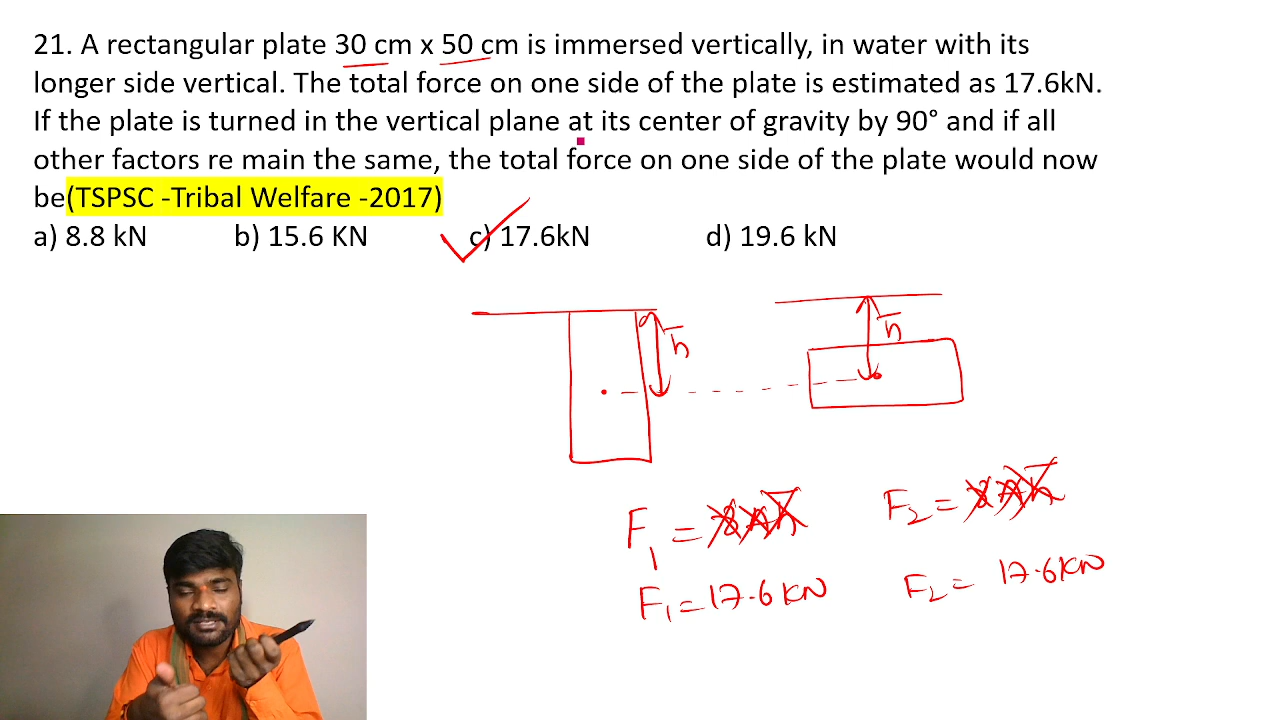 21. A rectangular plate 30 cm x 50 cm is immersed vertically, in water with its
longer side vertical. The total force on one side of the plate is estimated as 17.6kN.
If the plate is turned in the vertical plane at its center of gravity by 90° and if all
other factors re main the same, the total force on one side of the plate would now
be(TSPSC -Tribal Welfare -2017)
a) 8.8 kN b) 15.6 KN c) 17.6kN d) 19.6 kN
h̅ h̅
F₁ = F₂ =
F₁ = 17.6 KN F₂ = 17.6KN